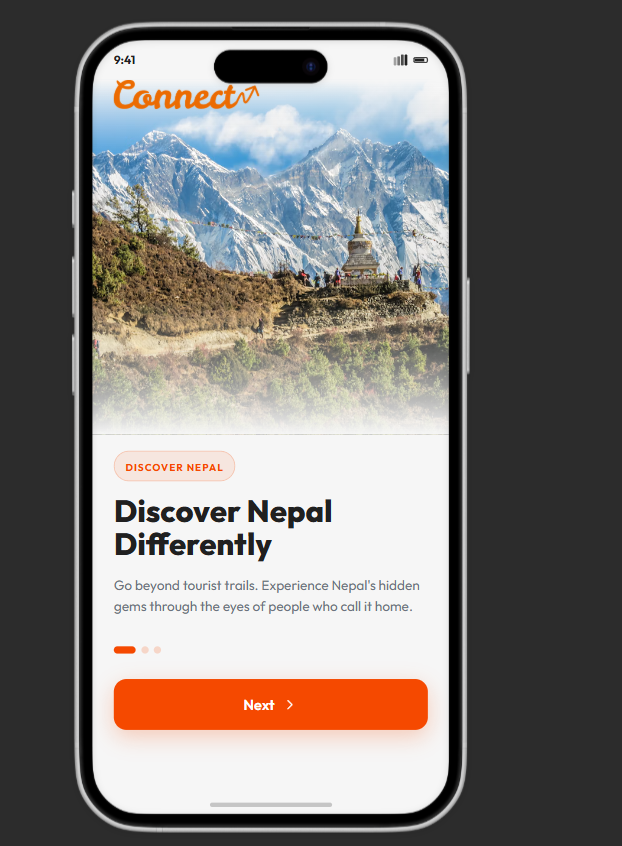 9:41
Connect
DISCOVER NEPAL
Discover Nepal
Differently
Go beyond tourist trails. Experience Nepal's hidden
gems through the eyes of people who call it home.
Next